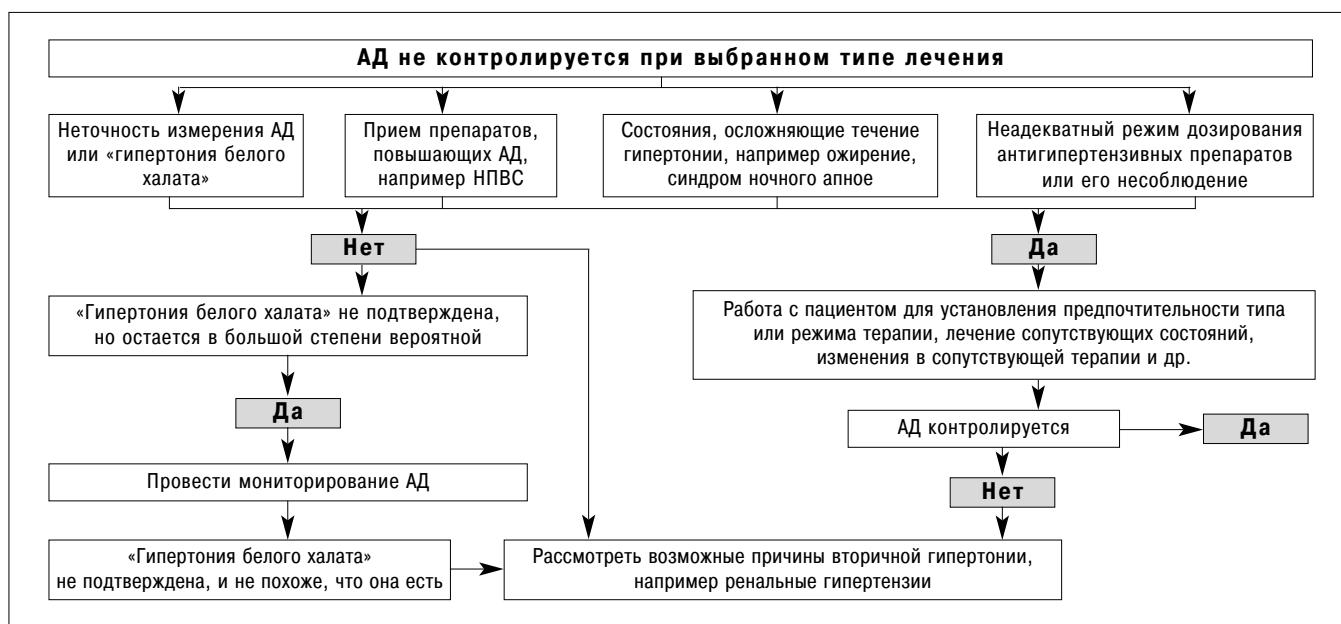 АД не контролируется при выбранном типе лечения
Неточность измерения АД
или «гипертония белого
халата»
Прием препаратов,
повышающих АД,
например НПВС
Состояния, осложняющие течение
гипертонии, например ожирение,
синдром ночного апное
Неадекватный режим дозирования
антигипертензивных препаратов
или его несоблюдение
Нет
Да
«Гипертония белого халата» не подтверждена,
но остается в большой степени вероятной
Работа с пациентом для установления предпочтительности типа
или режима терапии, лечение сопутствующих состояний,
изменения в сопутствующей терапии и др.
Да
АД контролируется
Да
Провести мониторирование АД
Нет
«Гипертония белого халата»
не подтверждена, и не похоже, что она есть
Рассмотреть возможные причины вторичной гипертонии,
например ренальные гипертензии